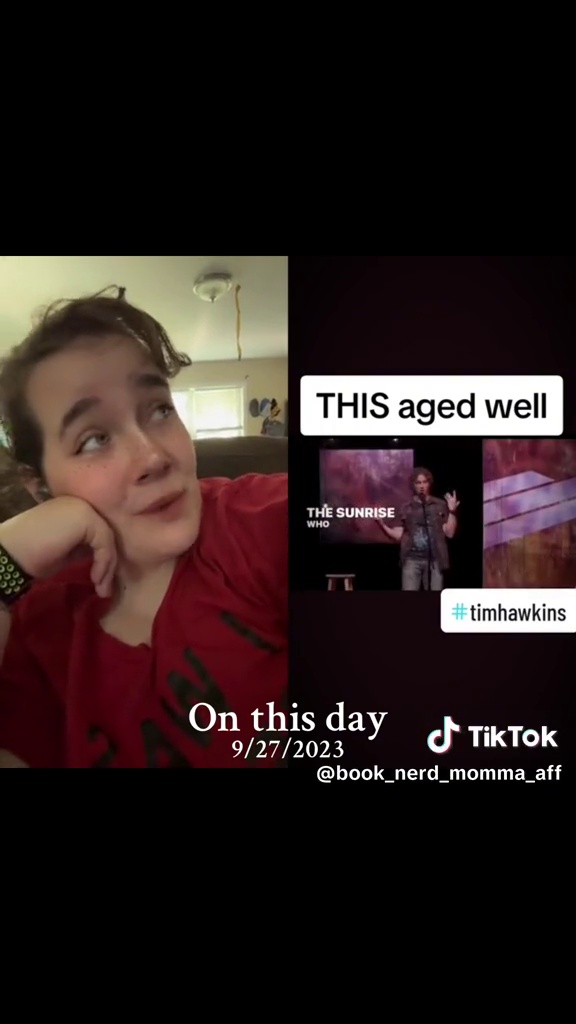 THIS aged well
THE SUNRISE
WHO
#timhawkins
On this day
9/27/2023
TikTok
@book_nerd_momma_aff